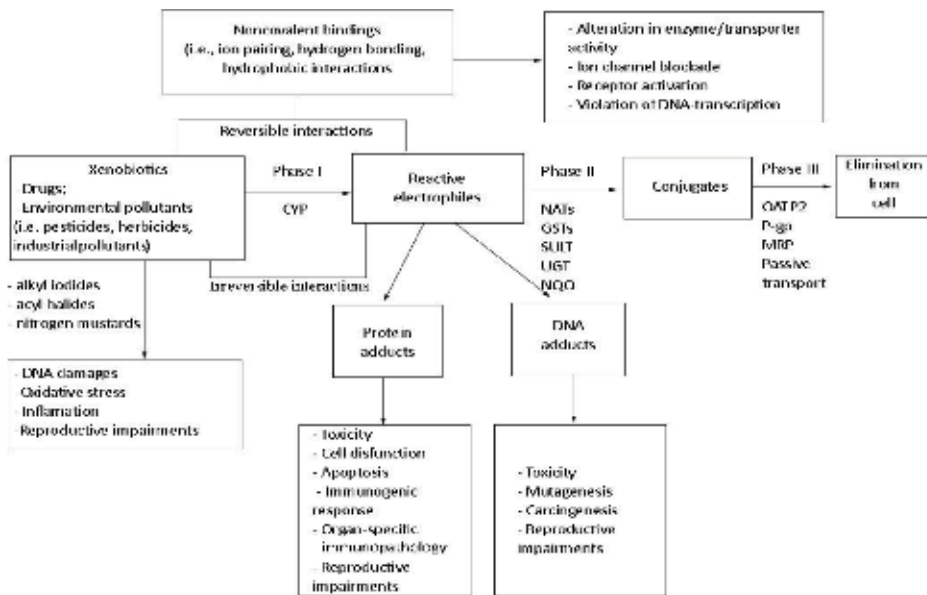 Noncovalent bindings
(i.e., ion pairing, hydrogen bonding,
hydrophobic interactions
- Alteration in enzyme/transporter
activity
- Ion channel blockade
- Receptor activation
- Violation of DNA-transcription
Reversible interactions
Xenobiotics
Drugs;
Environmental pollutants
(i.e. pesticides, herbicides,
industrialpollutants)
Phase I
CYP
Reactive
electrophiles
Phase II
NATs
GSTs
SULT
UGT
NQO
Conjugates
Phase III
OATP2
P-gp
MRP
Passive
transport
Elimination
from
cell
Irreversible interactions
- alkyl iodides
- acyl halides
- nitrogen mustards
Protein
adducts
DNA
adducts
- DNA damages
Oxidative stress
- Inflamation
-Reproductive impairments
- Toxicity
- Cell disfunction
- Apoptosis
- Immunogenic
response
- Organ-specific
immunopathology
- Reproductive
impairments
- Toxicity
- Mutagenesis
- Carcingenesis
- Reproductive
impairments